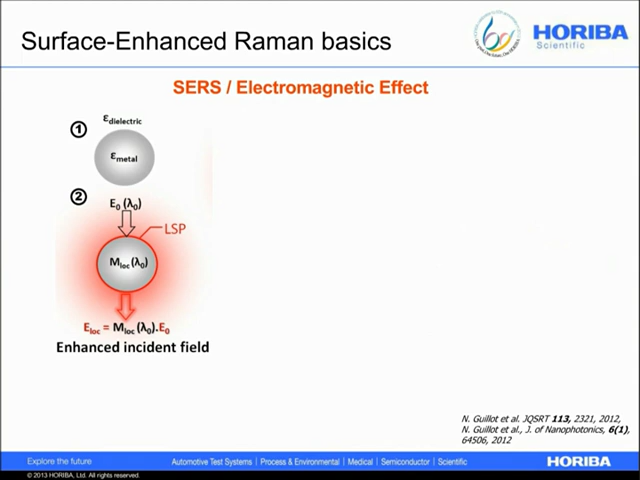 Surface-Enhanced Raman basics
HORIBA
Scientific
SERS / Electromagnetic Effect
① εdielectric
εmetal
② E0 (λ0)
LSP
Mloc (λ0)
Eloc = Mloc (λ0).E0
Enhanced incident field
N. Guillot et al. JQSRT 113, 2321, 2012,
N. Guillot et al., J. of Nanophotonics, 6(1),
64506, 2012
Explore the future
Automotive Test Systems | Process & Environmental | Medical | Semiconductor | Scientific
HORIBA
© 2013 HORIBA, Ltd. All rights reserved.